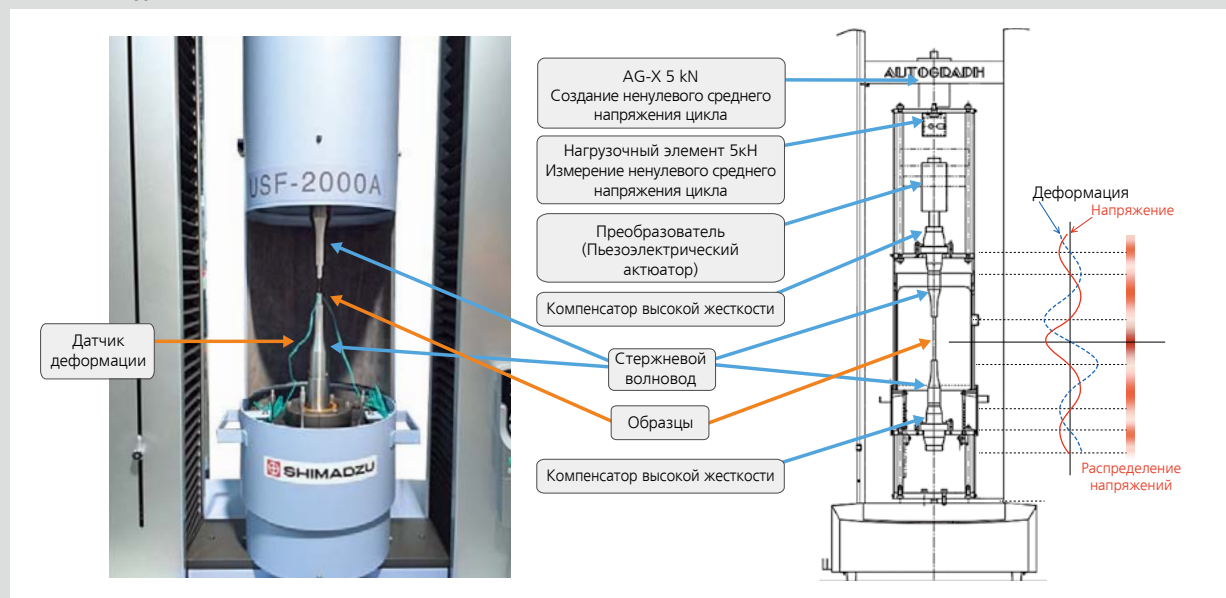 AG-X 5 kN
Создание ненулевого среднего
напряжения цикла
AUTOGRAPH
Нагрузочный элемент 5кН
Измерение ненулевого среднего
напряжения цикла
USF-2000A
Деформация
Напряжение
Преобразователь
(Пьезоэлектрический
актюатор)
Компенсатор высокой жесткости
Датчик
деформации
Стержневой
волновод
Образцы
SHIMADZU
Компенсатор высокой жесткости
Распределение
напряжений